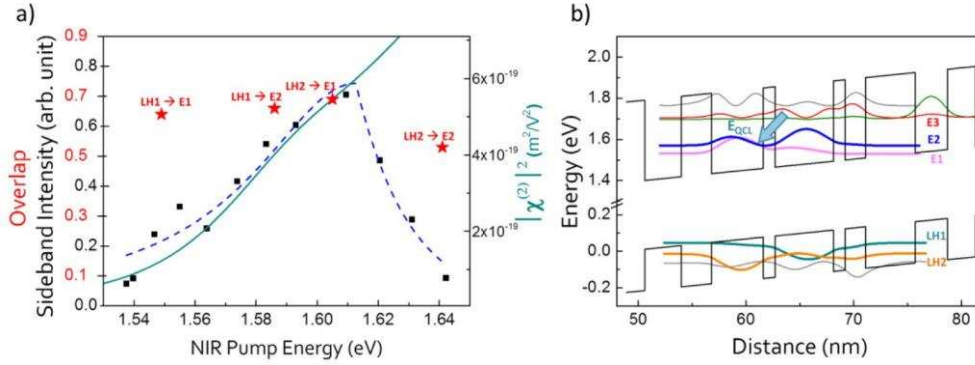 a)
Overlap
Sideband Intensity (arb. unit)
0.9
0.8
0.7
0.6
0.5
0.4
0.3
0.2
0.1
0.1
0.0
LH1 → E1
LH1 → E2
LH2 → E1
LH2 → E2
6x10⁻¹⁹
4x10⁻¹⁹
2x10⁻¹⁹
|χ⁽²⁾|² (m²/V²)
1.54
1.56
1.58
1.60
1.62
1.64
NIR Pump Energy (eV)
b)
Energy (eV)
2.0
1.8
1.6
1.4
0.2
0.0
-0.2
E_QCL
E3
E2
E1
LH1
LH2
50
60
70
80
Distance (nm)